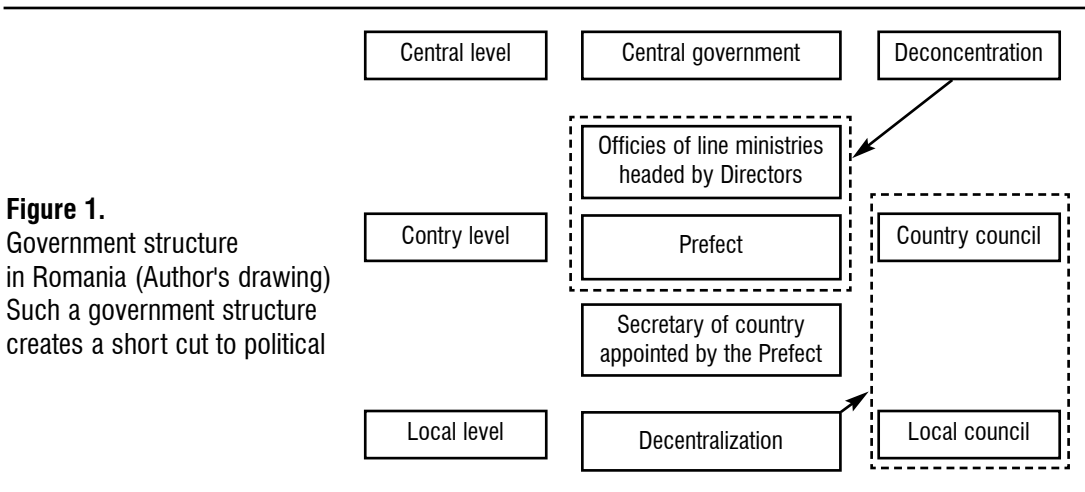 Central level
Central government
Deconcentration
Officies of line ministries
headed by Directors
Figure 1.
Government structure
in Romania (Author's drawing)
Such a government structure
creates a short cut to political
Contry level
Prefect
Country council
Secretary of country
appointed by the Prefect
Local level
Decentralization
Local council